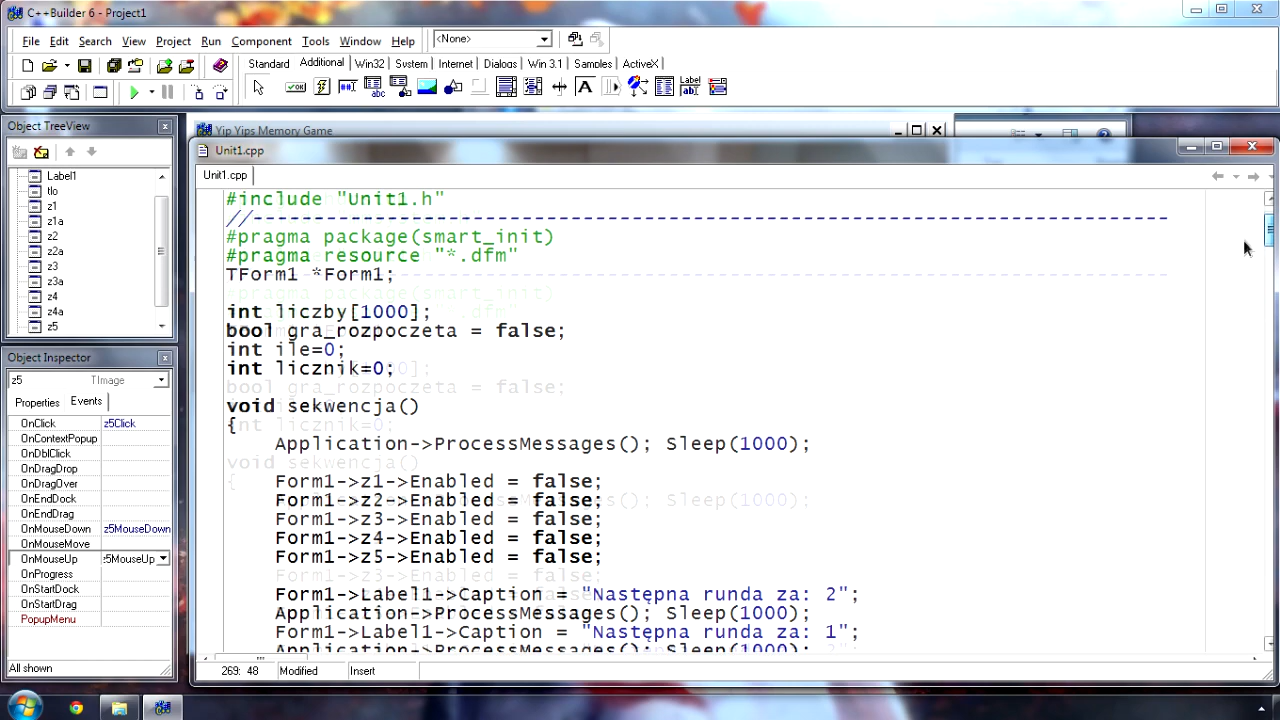 C++Builder 6 - Project1
File Edit Search View Project Run Component Tools Window Help
<None>
Standard Additional Win32 System Internet Dialogs Win 3.1 Samples ActiveX
Object TreeView
Label1
tlo
z1
z1a
z2
z2a
z3
z3a
z4
z4a
z5
Object Inspector
z5 TImage
Properties Events
OnClick z5Click
OnContextPopup
OnDblClick
OnDragDrop
OnDragOver
OnEndDock
OnEndDrag
OnMouseDown z5MouseDown
OnMouseMove
OnMouseUp z5MouseUp
OnProgress
OnStartDock
OnStartDrag
PopupMenu
All shown
Yip Yips Memory Game
Unit1.cpp
Unit1.cpp
#include "Unit1.h"
//---------------------------------------------------------------------------
#pragma package(smart_init)
#pragma resource "*.dfm"
TForm1 *Form1;
int liczby[1000];
bool gra_rozpoczeta = false;
int ile=0;
int licznik=0;
void sekwencja()
{
Application->ProcessMessages(); Sleep(1000);
Form1->z1->Enabled = false;
Form1->z2->Enabled = false;
Form1->z3->Enabled = false;
Form1->z4->Enabled = false;
Form1->z5->Enabled = false;
Form1->Label1->Caption = "Następna runda za: 2";
Application->ProcessMessages(); Sleep(1000);
Form1->Label1->Caption = "Następna runda za: 1";
Application->ProcessMessages(); Sleep(1000);
269: 48 Modified Insert